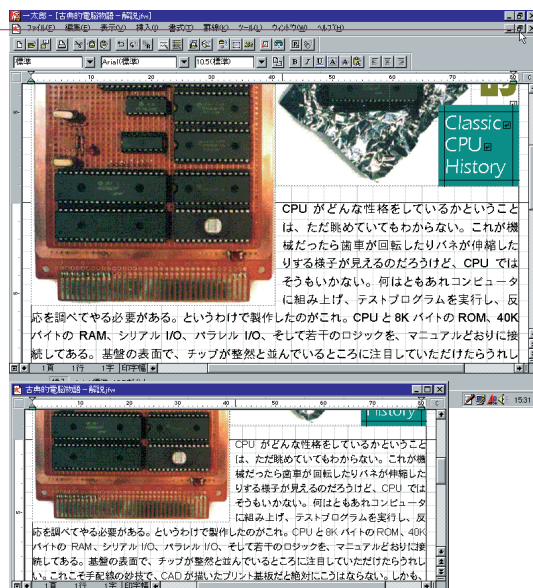 一太郎 - [古典的電脳物語－解説.jfw]
ファイル(F) 編集(E) 表示(V) 挿入(I) 書式(T) 罫線(K) ツール(L) ウィンドウ(W) ヘルプ(H)
標準 Arial(標準) 10.5(標準)
10 20 30 40 50 60 70 80
Classic
CPU
History
CPU がどんな性格をしているかということ
は、ただ眺めていてもわからない。これが機
械だったら歯車が回転したりバネが伸縮した
りする様子が見えるのだろうけど、CPU では
そうもいかない。何はともあれコンピュータ
に組み上げ、テストプログラムを実行し、反
応を調べてやる必要がある。というわけで製作したのがこれ。CPU と 8K バイトの ROM、40K
バイトの RAM、シリアル I/O、パラレル I/O、そして若干のロジックを、マニュアルどおりに接
続してある。基盤の表面で、チップが整然と並んでいるところに注目していただけたらうれし
1頁 1行 1字 印字幅
古典的電脳物語－解説.jfw
15:31
10 20 30 40 50 60 70 80
History
CPU がどんな性格をしているかということ
は、ただ眺めていてもわからない。これが機
械だったら歯車が回転したりバネが伸縮した
りする様子が見えるのだろうけど、CPU では
そうもいかない。何はともあれコンピュータ
に組み上げ、テストプログラムを実行し、反
応を調べてやる必要がある。というわけで製作したのがこれ。CPU と 8K バイトの ROM、40K
バイトの RAM、シリアル I/O、パラレル I/O、そして若干のロジックを、マニュアルどおりに接
続してある。基盤の表面で、チップが整然と並んでいるところに注目していただけたらうれし
い。これこそ手配線の妙技で、CAD が描いたプリント基板だと絶対にこうはならない。しかも、
1頁 1行 1字 印字幅